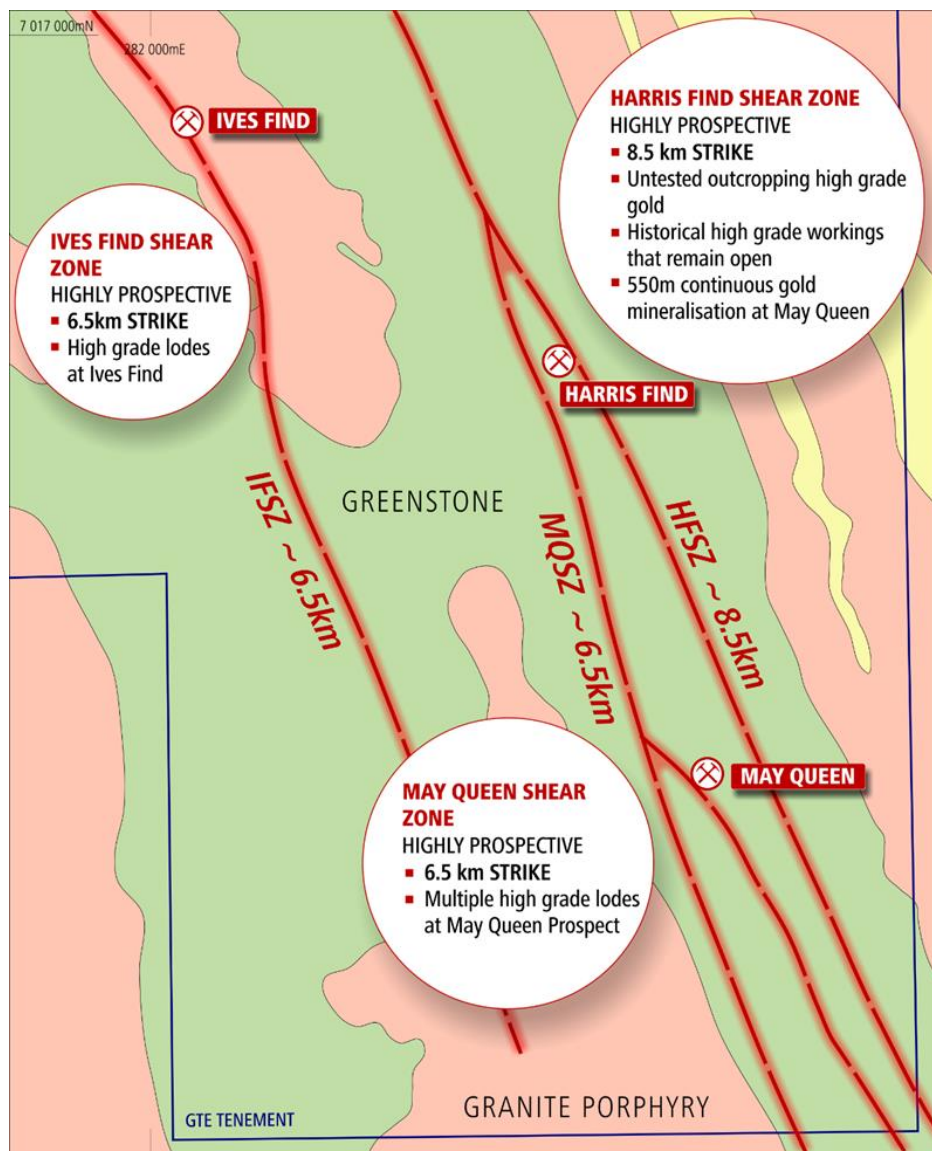 7 017 000mN
282 000mE
IVES FIND
HARRIS FIND SHEAR ZONE
HIGHLY PROSPECTIVE
▪ 8.5 km STRIKE
▪ Untested outcropping high grade
gold
▪ Historical high grade workings
that remain open
▪ 550m continuous gold
mineralisation at May Queen
IVES FIND SHEAR
ZONE
HIGHLY PROSPECTIVE
▪ 6.5km STRIKE
▪ High grade lodes
at Ives Find
HARRIS FIND
GREENSTONE
IFSZ ~ 6.5km
MQSZ ~ 6.5km
HFSZ ~ 8.5km
MAY QUEEN
MAY QUEEN SHEAR
ZONE
HIGHLY PROSPECTIVE
▪ 6.5 km STRIKE
▪ Multiple high grade lodes
at May Queen Prospect
GRANITE PORPHYRY
GTE TENEMENT